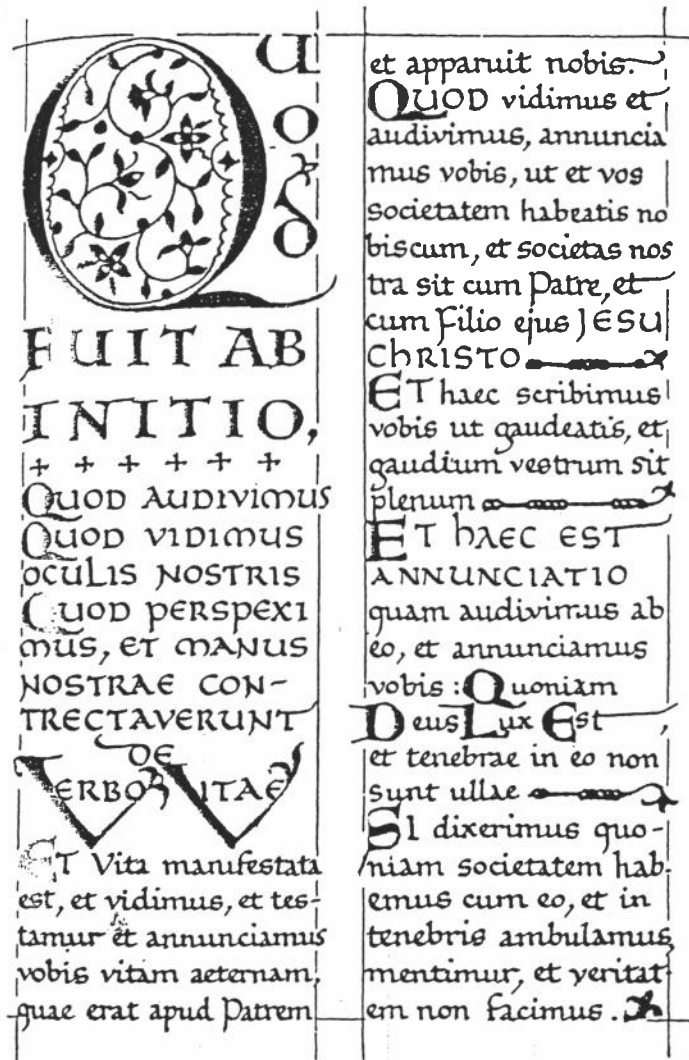 QUOD
FUIT AB
INITIO,
QUOD AUDIVIMUS
QUOD VIDIMUS
OCULIS NOSTRIS
QUOD PERSPEXI
MUS, ET MANUS
NOSTRAE CON-
TRECTAVERUNT
DE
VERBO VITAE
ET Vita manifestata
est, et vidimus, et tes-
tamur et annunciamus
vobis vitam aeternam,
quae erat apud Patrem
et apparuit nobis.
QUOD vidimus et
audivimus, annuncia
mus vobis, ut et vos
societatem habeatis no
biscum, et societas nos
tra sit cum Patre, et
cum Filio ejus JESU
ChRISTO
ET haec scribimus
vobis ut gaudeatis, et
gaudium vestrum sit
plenum
ET hAEC EST
ANNUNCIATIO
quam audivimus ab
eo, et annunciamus
vobis : Quoniam
Deus Lux Est,
et tenebrae in eo non
sunt ullae
SI dixerimus quo-
niam societatem hab-
emus cum eo, et in
tenebris ambulamus
mentimur, et veritat-
em non facimus.